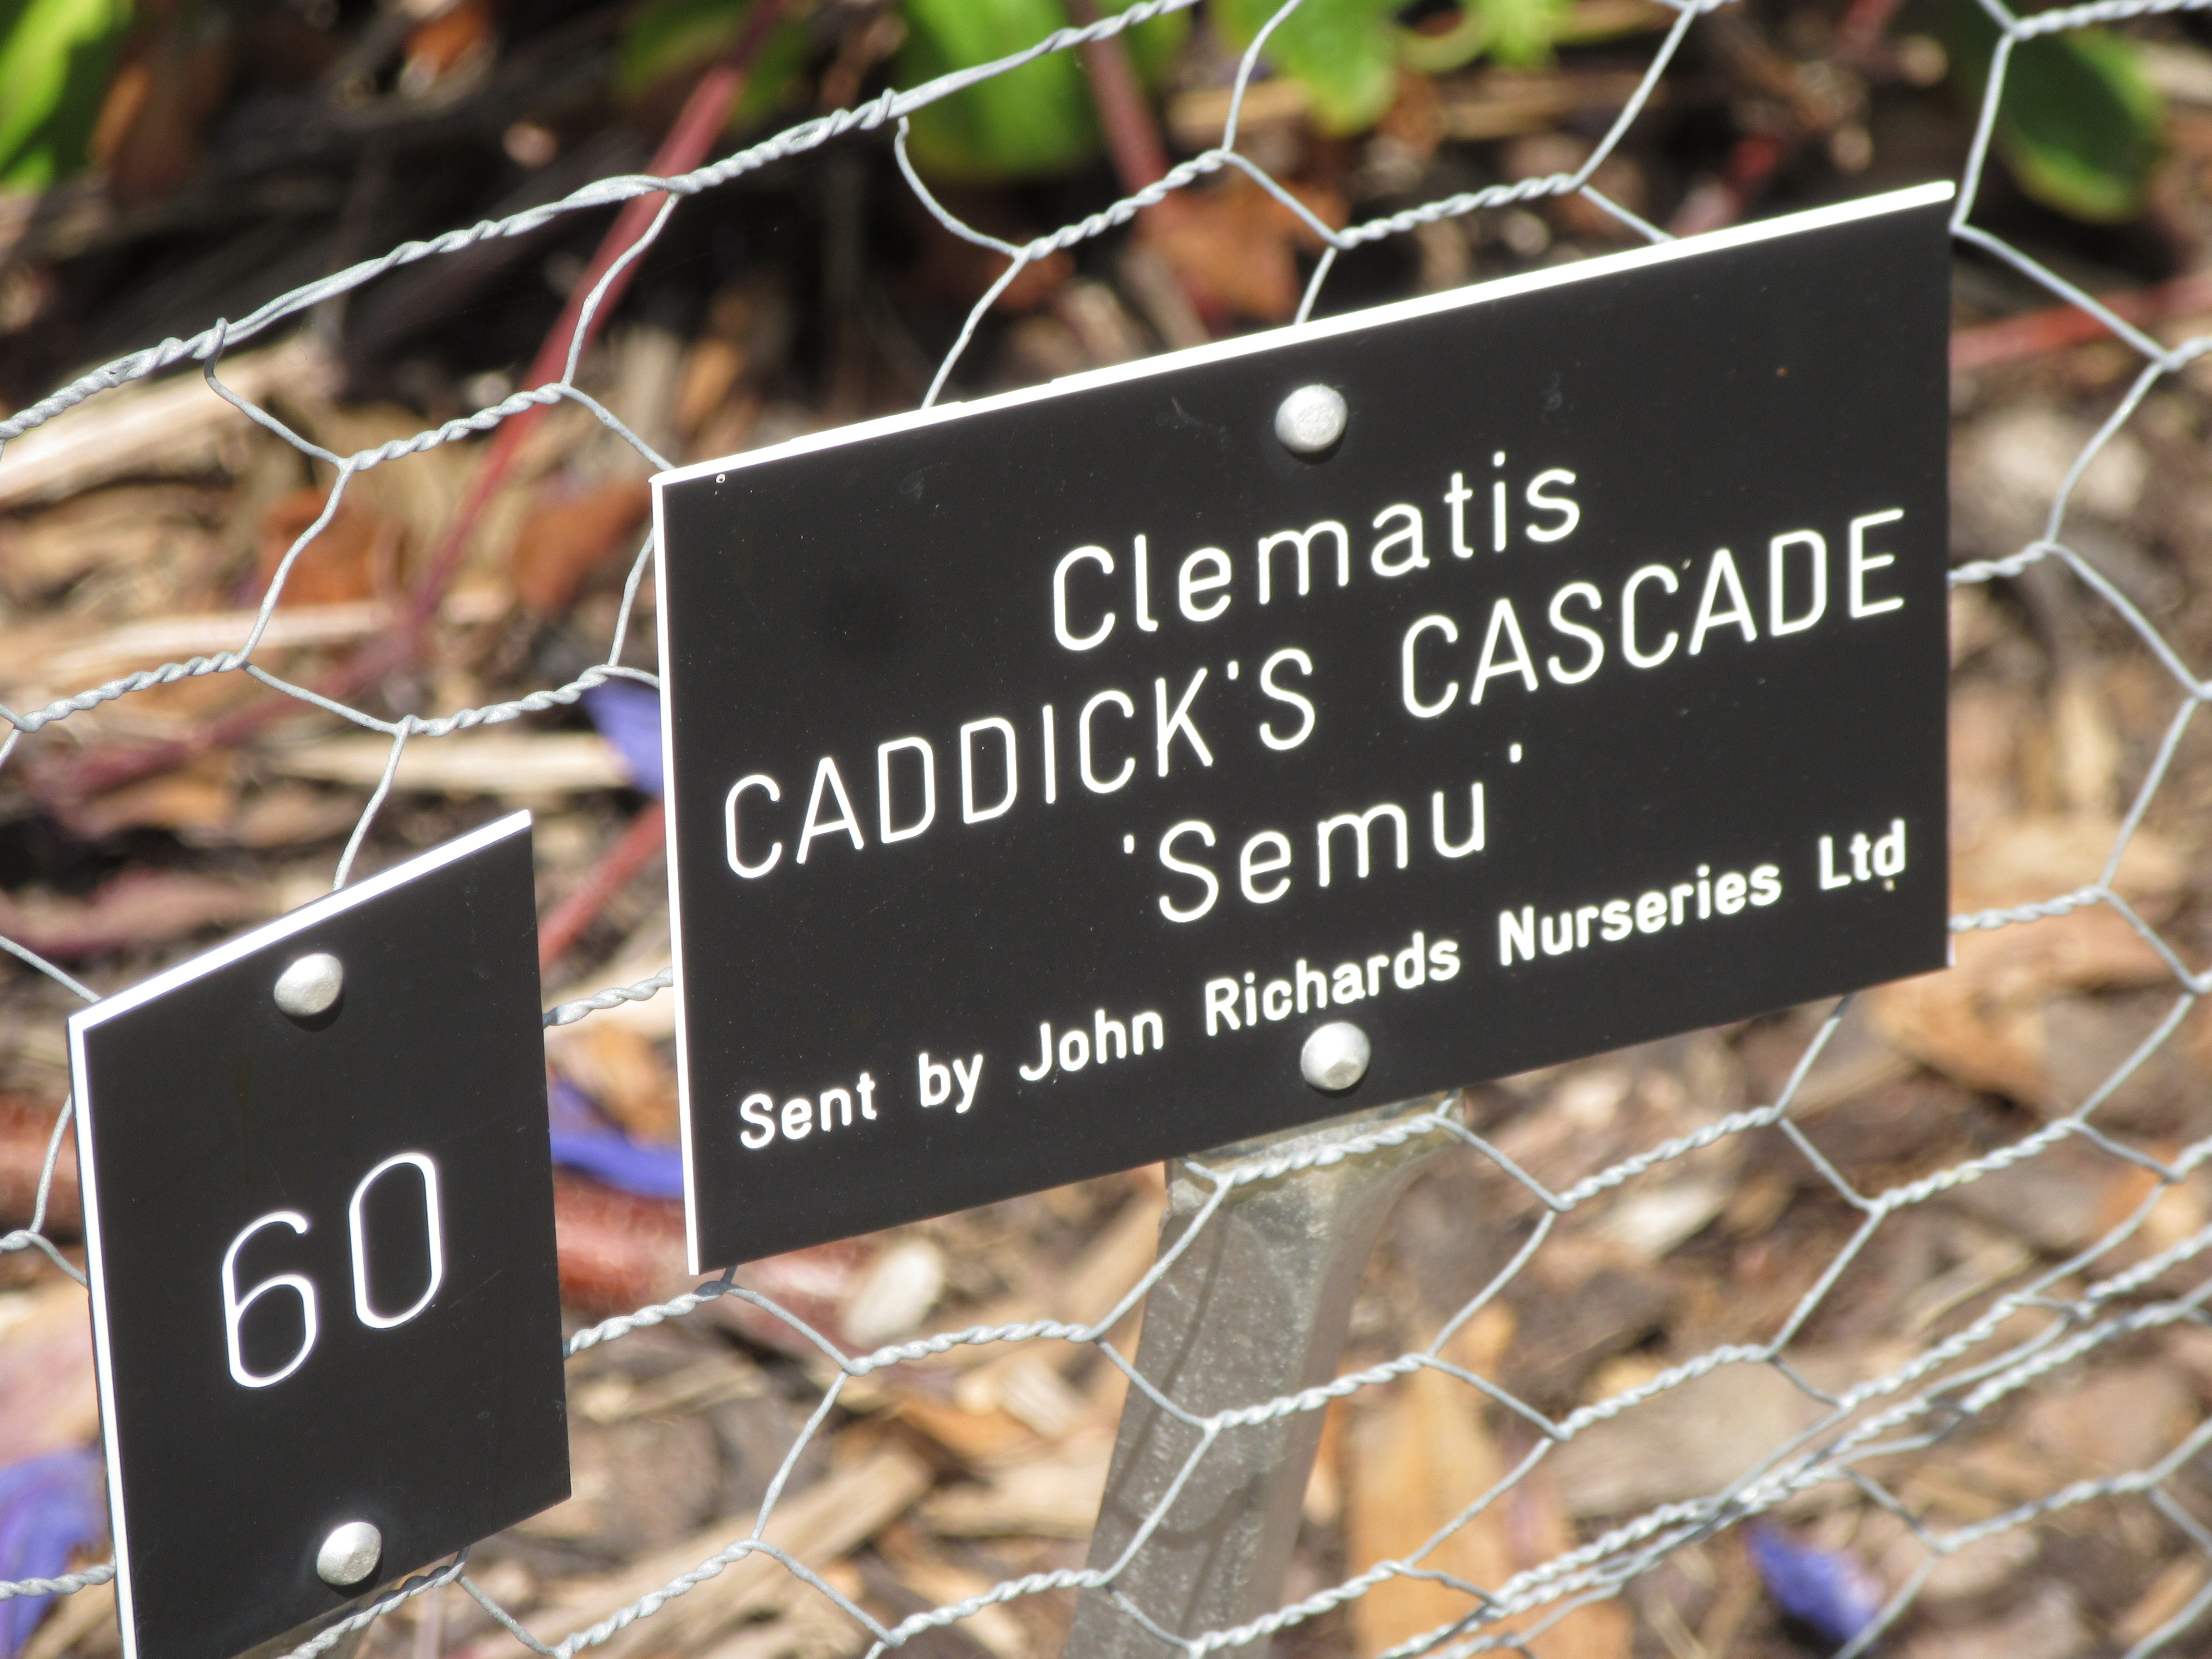 Clematis
CADDICK'S CASCADE
'Semu'
Sent by John Richards Nurseries Ltd
60